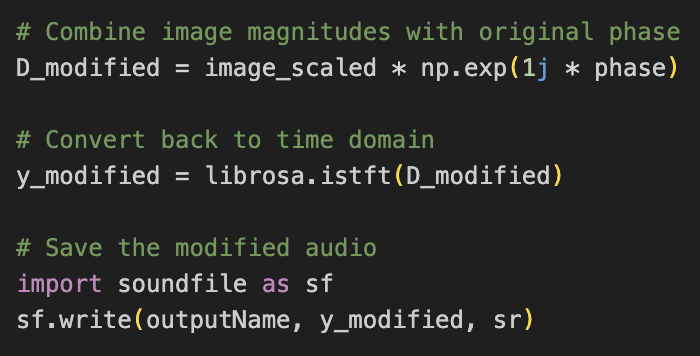 # Combine image magnitudes with original phase
D_modified = image_scaled * np.exp(1j * phase)
# Convert back to time domain
y_modified = librosa.istft(D_modified)
# Save the modified audio
import soundfile as sf
sf.write(outputName, y_modified, sr)